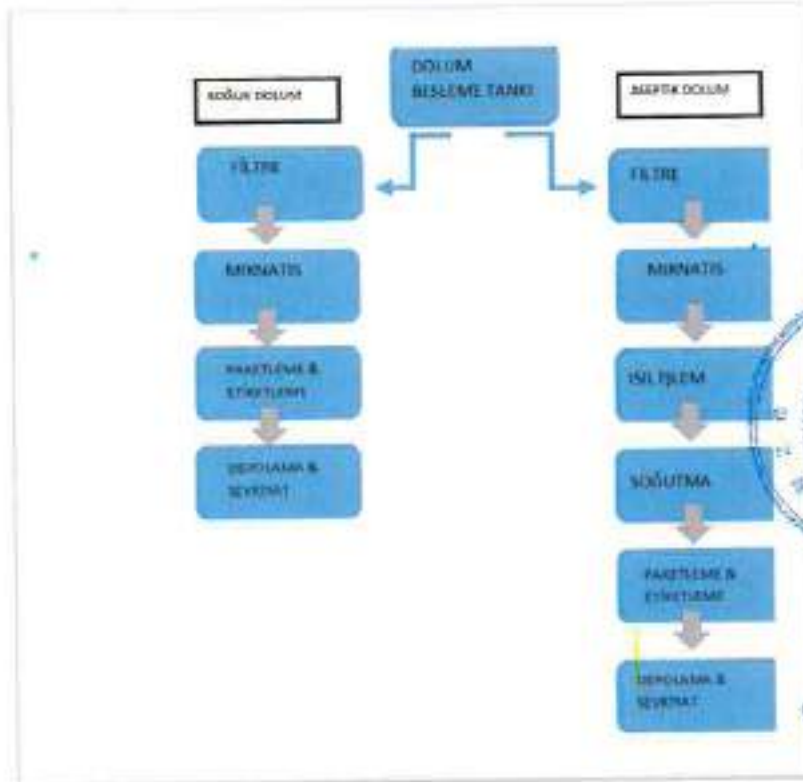 DOLUM
BESLEME TANKI
SOĞUK DOLUM
ASEPTİK DOLUM
FİLTRE
MIKNATIS
PAKETLEME &
ETİKETLEME
DEPOLAMA &
SEVKİYAT
FİLTRE
MIKNATIS
ISIL İŞLEM
SOĞUTMA
PAKETLEME &
ETİKETLEME
DEPOLAMA &
SEVKİYAT